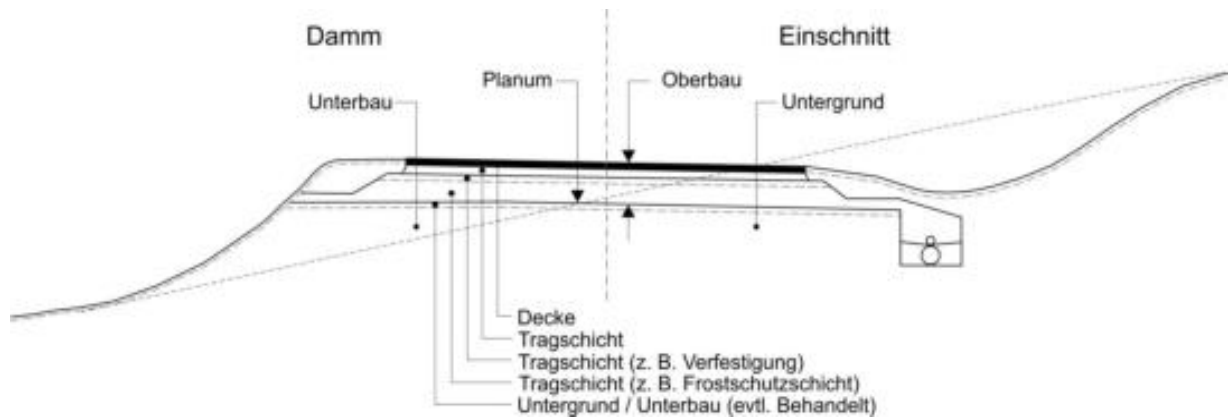 Damm
Einschnitt
Planum
Oberbau
Unterbau
Untergrund
Decke
Tragschicht
Tragschicht (z. B. Verfestigung)
Tragschicht (z. B. Frostschutzschicht)
Untergrund / Unterbau (evtl. Behandelt)